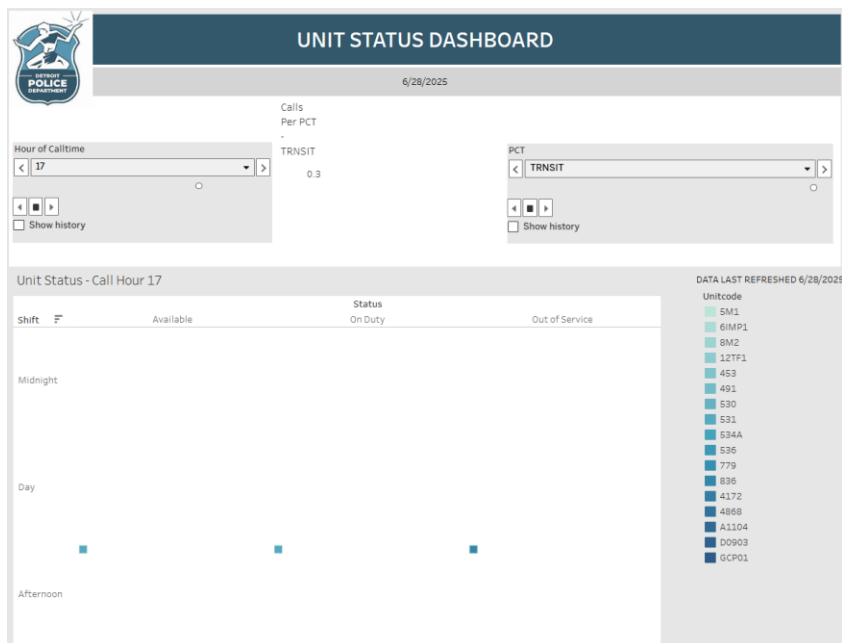 UNIT STATUS DASHBOARD
DETROIT
POLICE
DEPARTMENT
6/28/2025
Calls
Per PCT
-
TRNSIT
0.3
Hour of Calltime
17
Show history
PCT
TRNSIT
Show history
Unit Status - Call Hour 17
DATA LAST REFRESHED 6/28/2025
Status
Shift Available On Duty Out of Service
Midnight
Day
Afternoon
Unitcode
5M1
6IMP1
8M2
12TF1
453
491
530
531
534A
536
779
836
4172
4868
A1104
D0903
GCP01